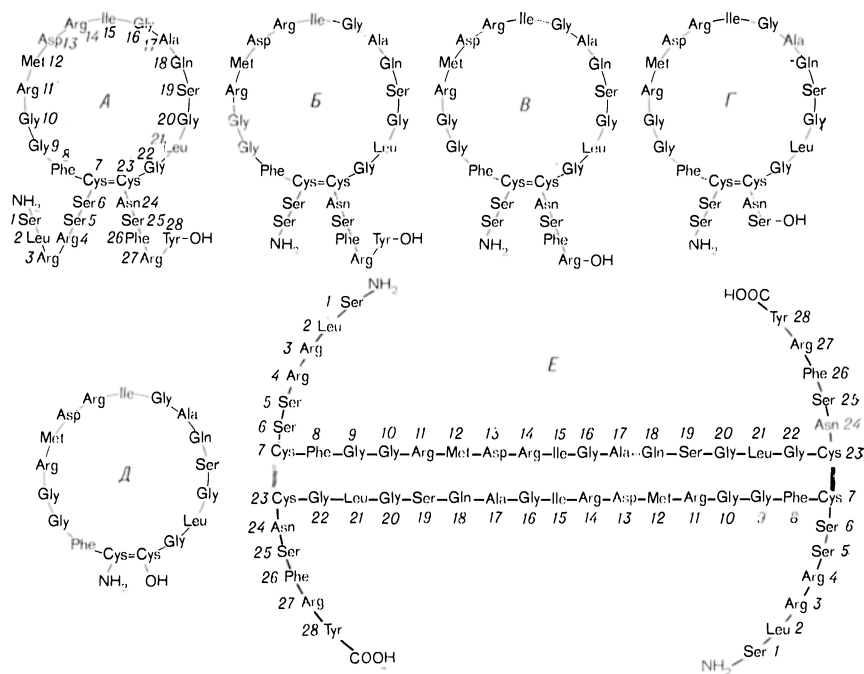 Arg Ile Gly
14 15 16
Asp Ala
13 17
Met 12 18 Gln
Arg 11 А 19 Ser
Gly 10 20 Gly
Gly 9 21 Leu
Phe 8 7 23 22 Gly
Cys=Cys
NH2 Ser 6 Asn 24
1 Ser Ser 5 Ser 25 28
2 Leu Arg 4 26 Phe Tyr-OH
3 Arg 27 Arg
Arg Ile Gly
Asp Ala
Met Gln
Arg Б Ser
Gly Gly
Gly Leu
Phe Gly
Cys=Cys
Ser Asn
Ser Ser
NH2 Phe Tyr-OH
Arg
Arg Ile Gly
Asp Ala
Met Gln
Arg В Ser
Gly Gly
Gly Leu
Phe Gly
Cys=Cys
Ser Asn
Ser Ser
NH2 Phe
Arg-OH
Arg Ile Gly
Asp Ala
Met Gln
Arg Г Ser
Gly Gly
Gly Leu
Phe Gly
Cys=Cys
Ser Asn
Ser Ser-OH
NH2
Arg Ile Gly
Asp Ala
Met Gln
Arg Д Ser
Gly Gly
Gly Leu
Phe Gly
Cys=Cys
NH2 OH
Е
NH2
1 Ser
2 Leu
3 Arg
4 Arg
5 Ser
6 Ser
HOOC
Tyr 28
Arg 27
Phe 26
Ser 25
Asn 24
8 9 10 11 12 13 14 15 16 17 18 19 20 21 22
7 Cys-Phe-Gly-Gly-Arg-Met-Asp-Arg-Ile-Gly-Ala-Gln-Ser-Gly-Leu-Gly-Cys 23
23 Cys-Gly-Leu-Gly-Ser-Gln-Ala-Gly-Ile-Arg-Asp-Met-Arg-Gly-Gly-Phe-Cys 7
22 21 20 19 18 17 16 15 14 13 12 11 10 9 8
24 Asn
25 Ser
26 Phe
27 Arg
28 Tyr
COOH
Ser 6
Ser 5
Arg 4
Arg 3
Leu 2
Ser 1
NH2